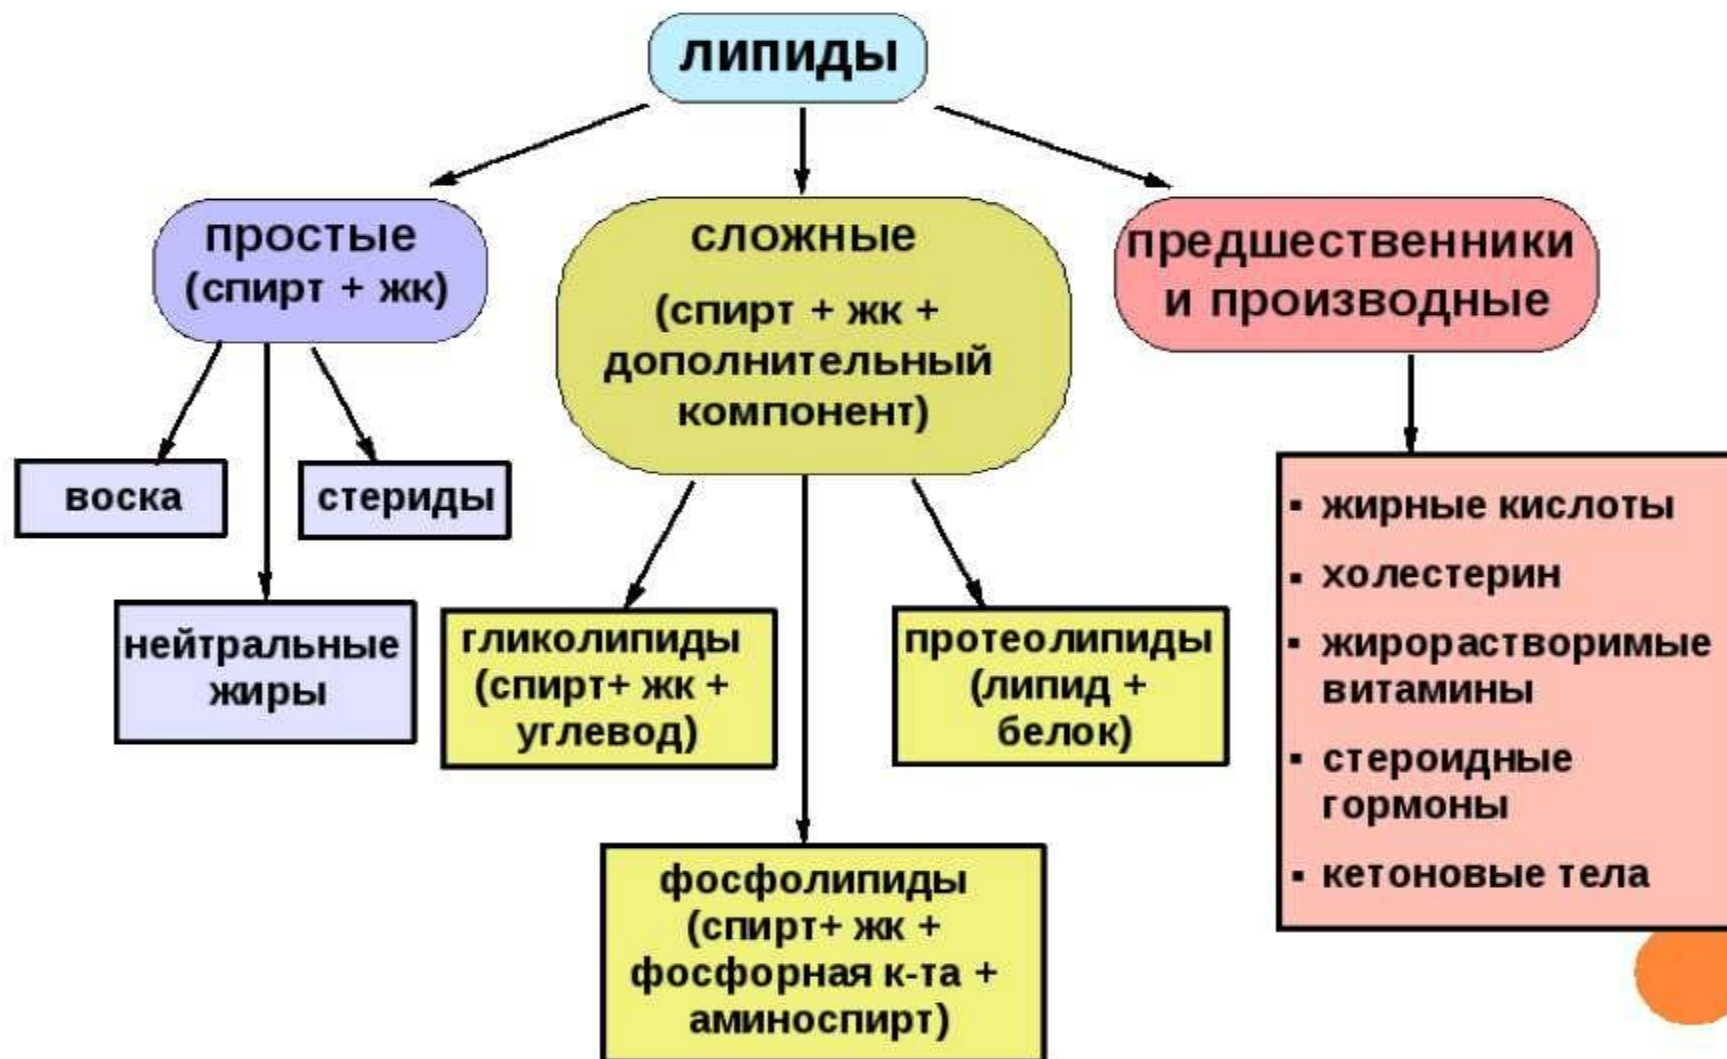 липиды
простые
(спирт + жк)
сложные
(спирт + жк +
дополнительный
компонент)
предшественники
и производные
воска
стериды
нейтральные
жиры
гликолипиды
(спирт+ жк +
углевод)
протеолипиды
(липид +
белок)
фосфолипиды
(спирт+ жк +
фосфорная к-та +
аминоспирт)
▪ жирные кислоты
▪ холестерин
▪ жирорастворимые
витамины
▪ стероидные
гормоны
▪ кетоновые тела